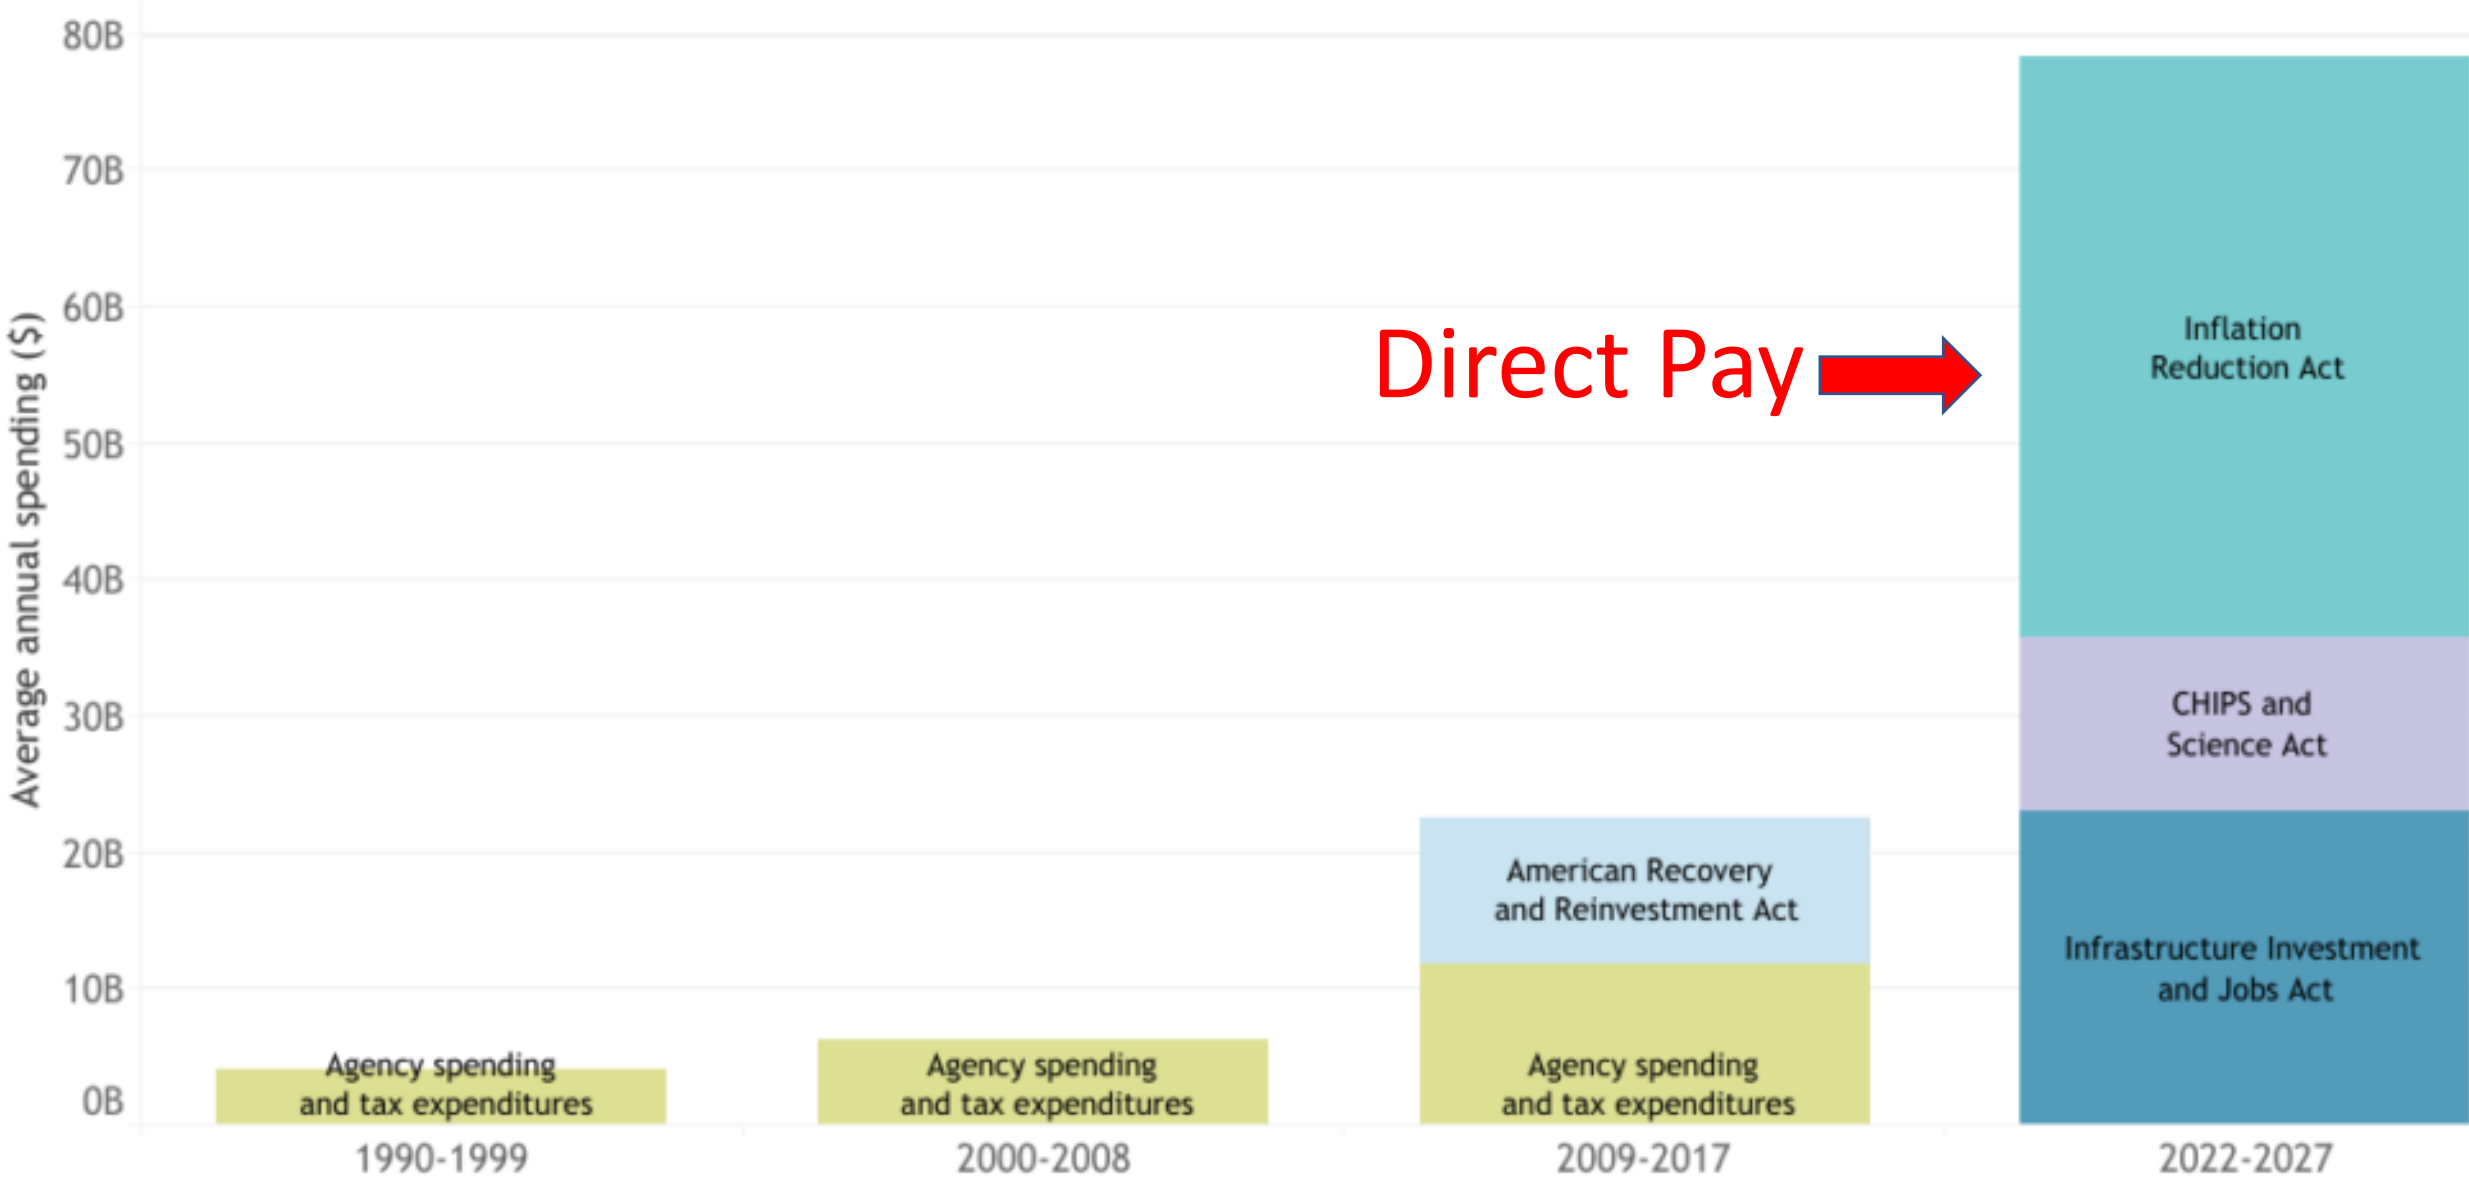 80B
70B
60B
50B
40B
30B
20B
10B
0B
Average annual spending ($)
Direct Pay
Inflation
Reduction Act
CHIPS and
Science Act
Infrastructure Investment
and Jobs Act
American Recovery
and Reinvestment Act
Agency spending
and tax expenditures
Agency spending
and tax expenditures
Agency spending
and tax expenditures
1990-1999
2000-2008
2009-2017
2022-2027